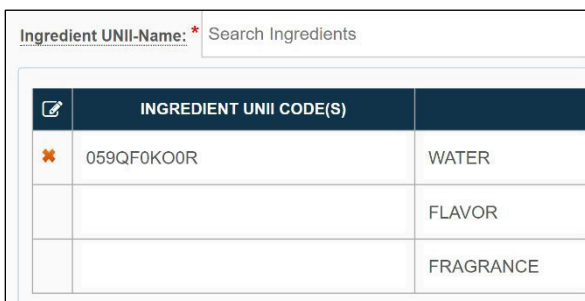 Ingredient UNII-Name: * Search Ingredients
INGREDIENT UNII CODE(S)
059QF0KO0R WATER
FLAVOR
FRAGRANCE